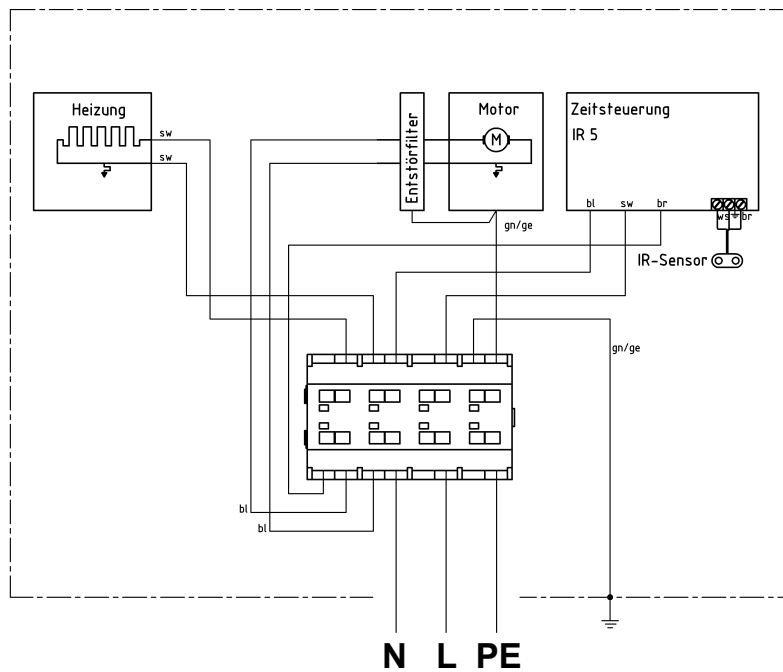 Heizung
sw
sw
Entstörfilter
Motor
M
gn/ge
Zeitsteuerung
IR 5
bl
sw
br
ws
br
IR-Sensor
gn/ge
bl
bl
N
L
PE